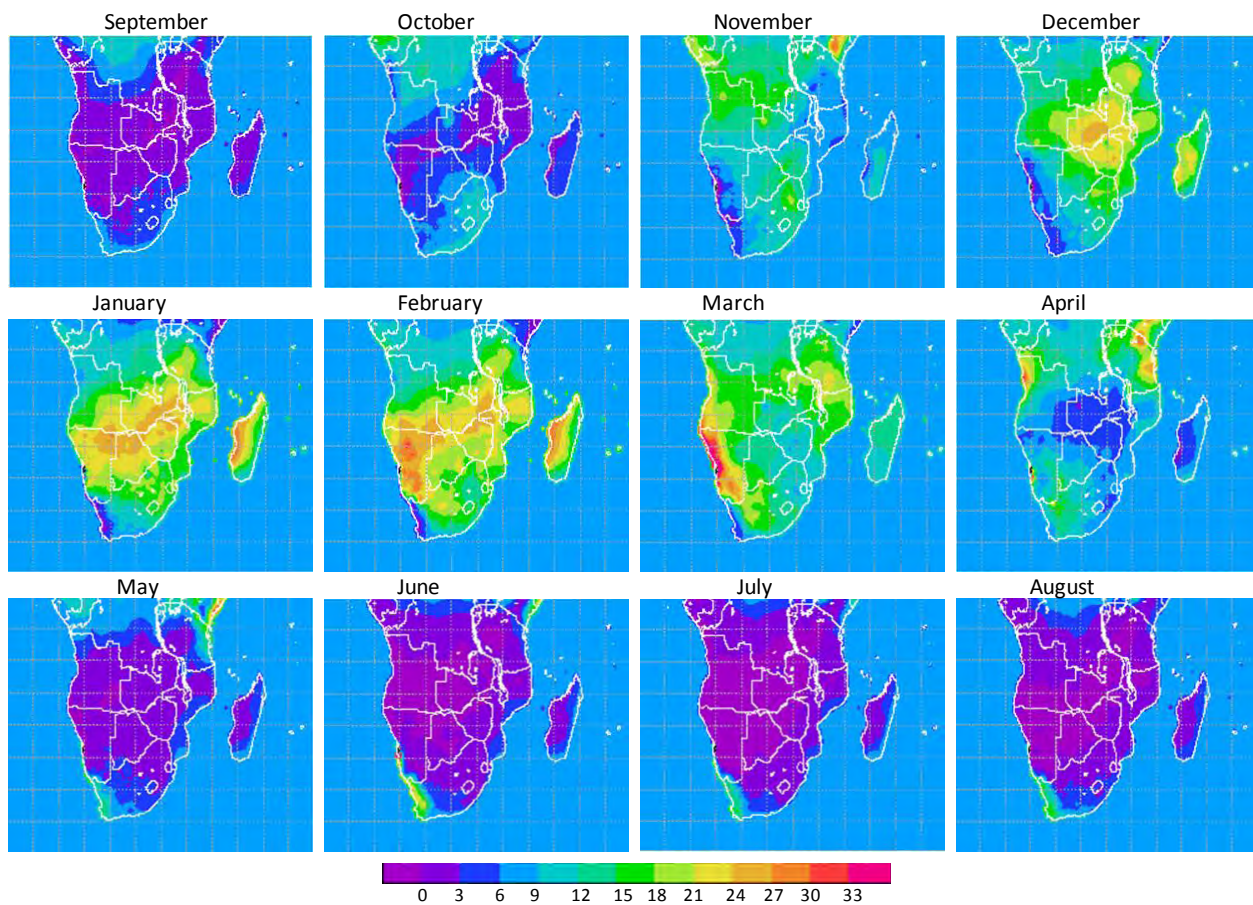 September October November December
January February March April
May June July August
0 3 6 9 12 15 18 21 24 27 30 33